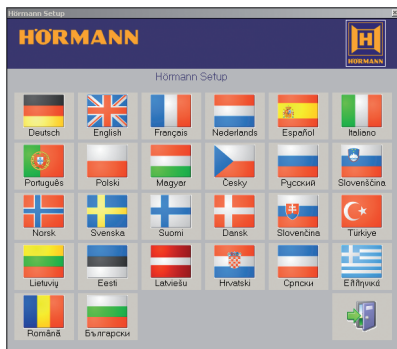 Hörmann Setup
HÖRMANN
HÖRMANN
Hörmann Setup
Deutsch English Français Nederlands Español Italiano
Português Polski Magyar Česky Русский Slovenščina
Norsk Svenska Suomi Dansk Slovenčina Türkiye
Lietuvių Eesti Latviešu Hrvatski Српски Ελληνικά
Română Български